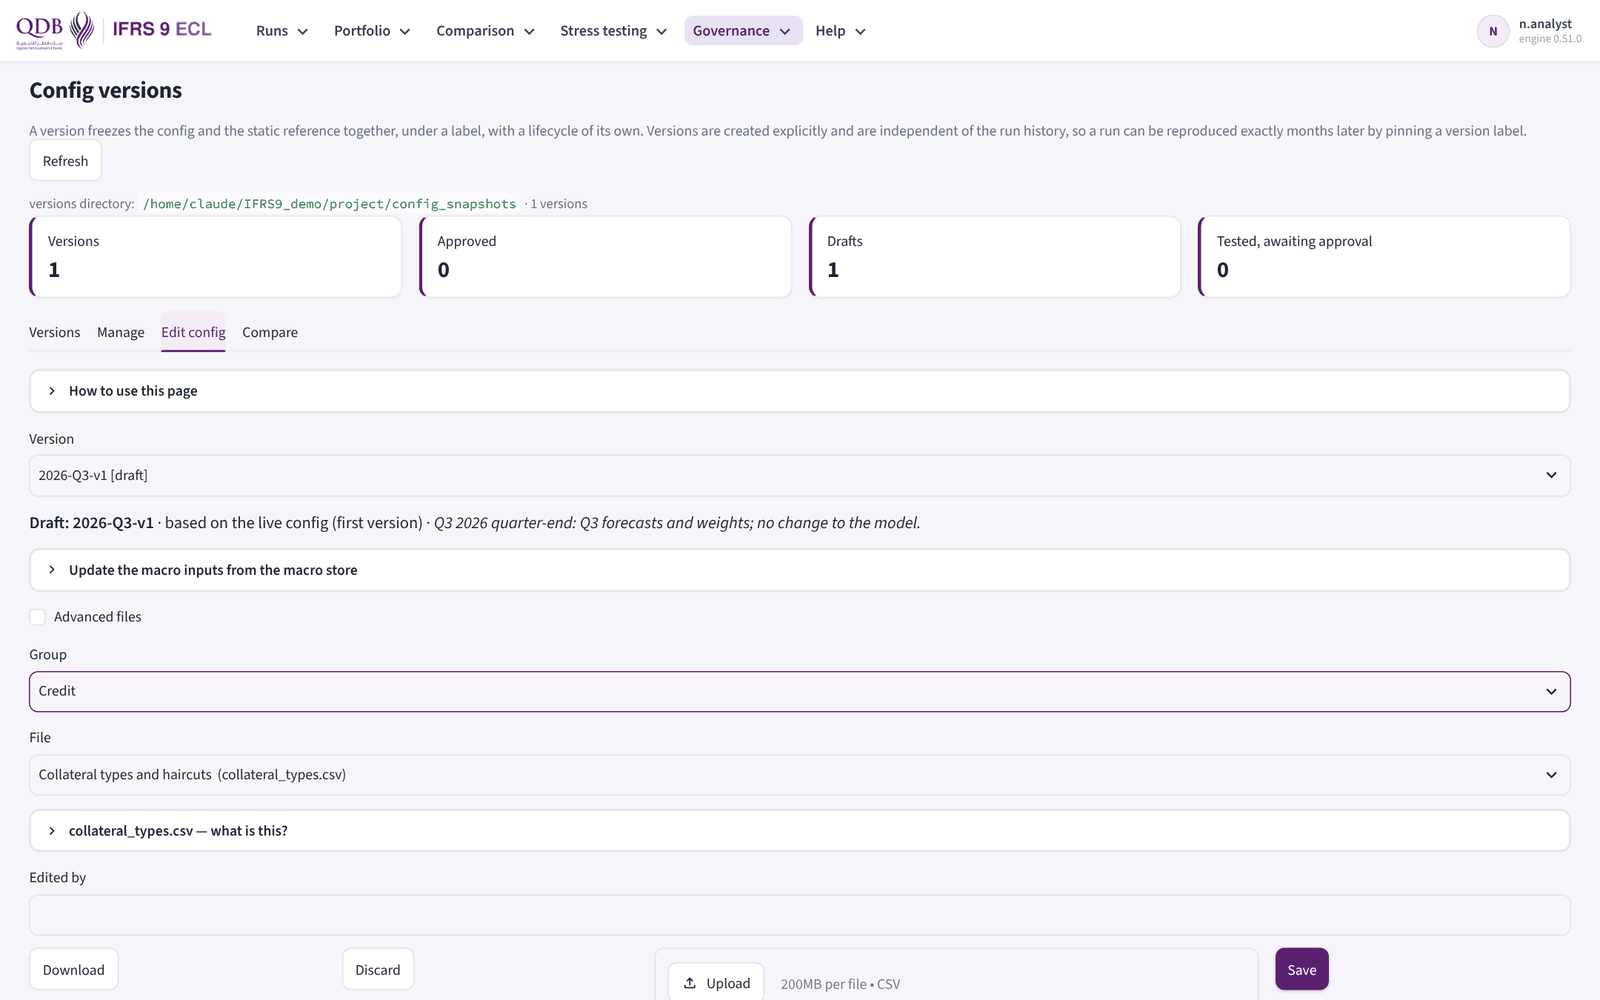 QDB
IFRS 9 ECL
Runs
Portfolio
Comparison
Stress testing
Governance
Help
N
n.analyst
engine 0.51.0
Config versions
A version freezes the config and the static reference together, under a label, with a lifecycle of its own. Versions are created explicitly and are independent of the run history, so a run can be reproduced exactly months later by pinning a version label.
Refresh
versions directory: /home/claude/IFRS9_demo/project/config_snapshots · 1 versions
Versions
1
Approved
0
Drafts
1
Tested, awaiting approval
0
Versions
Manage
Edit config
Compare
How to use this page
Version
2026-Q3-v1 [draft]
Draft: 2026-Q3-v1 · based on the live config (first version) · Q3 2026 quarter-end: Q3 forecasts and weights; no change to the model.
Update the macro inputs from the macro store
Advanced files
Group
Credit
File
Collateral types and haircuts (collateral_types.csv)
collateral_types.csv — what is this?
Edited by
Download
Discard
Upload
200MB per file • CSV
Save